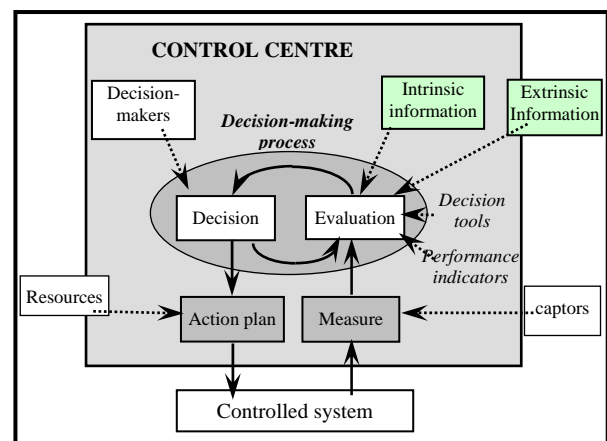 CONTROL CENTRE
Decision-
makers
Intrinsic
information
Extrinsic
Information
Decision-making
process
Decision
Evaluation
Decision
tools
Performance
indicators
Resources
Action plan
Measure
captors
Controlled system